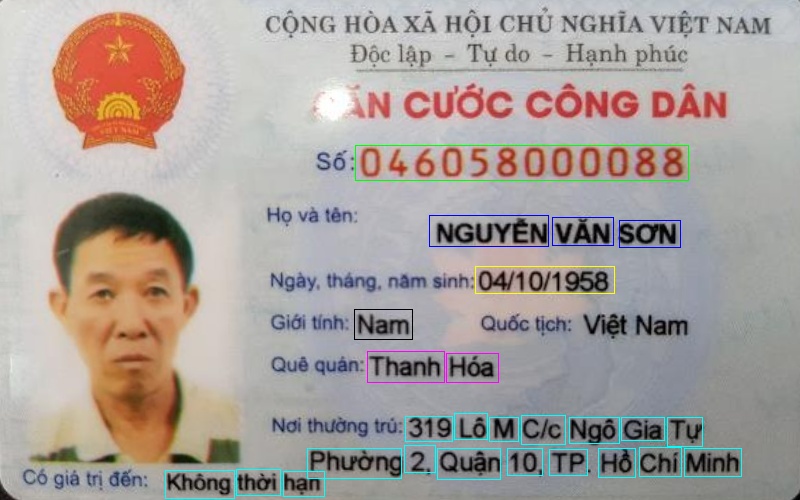 CỘNG HÒA XÃ HỘI CHỦ NGHĨA VIỆT NAM
Độc lập - Tự do - Hạnh phúc
CĂN CƯỚC CÔNG DÂN
Số: 046058000088
Họ và tên: NGUYỄN VĂN SƠN
Ngày, tháng, năm sinh: 04/10/1958
Giới tính: Nam Quốc tịch: Việt Nam
Quê quán: Thanh Hóa
Nơi thường trú: 319 Lô M C/c Ngô Gia Tự
Phường 2, Quận 10, TP. Hồ Chí Minh
Có giá trị đến: Không thời hạn